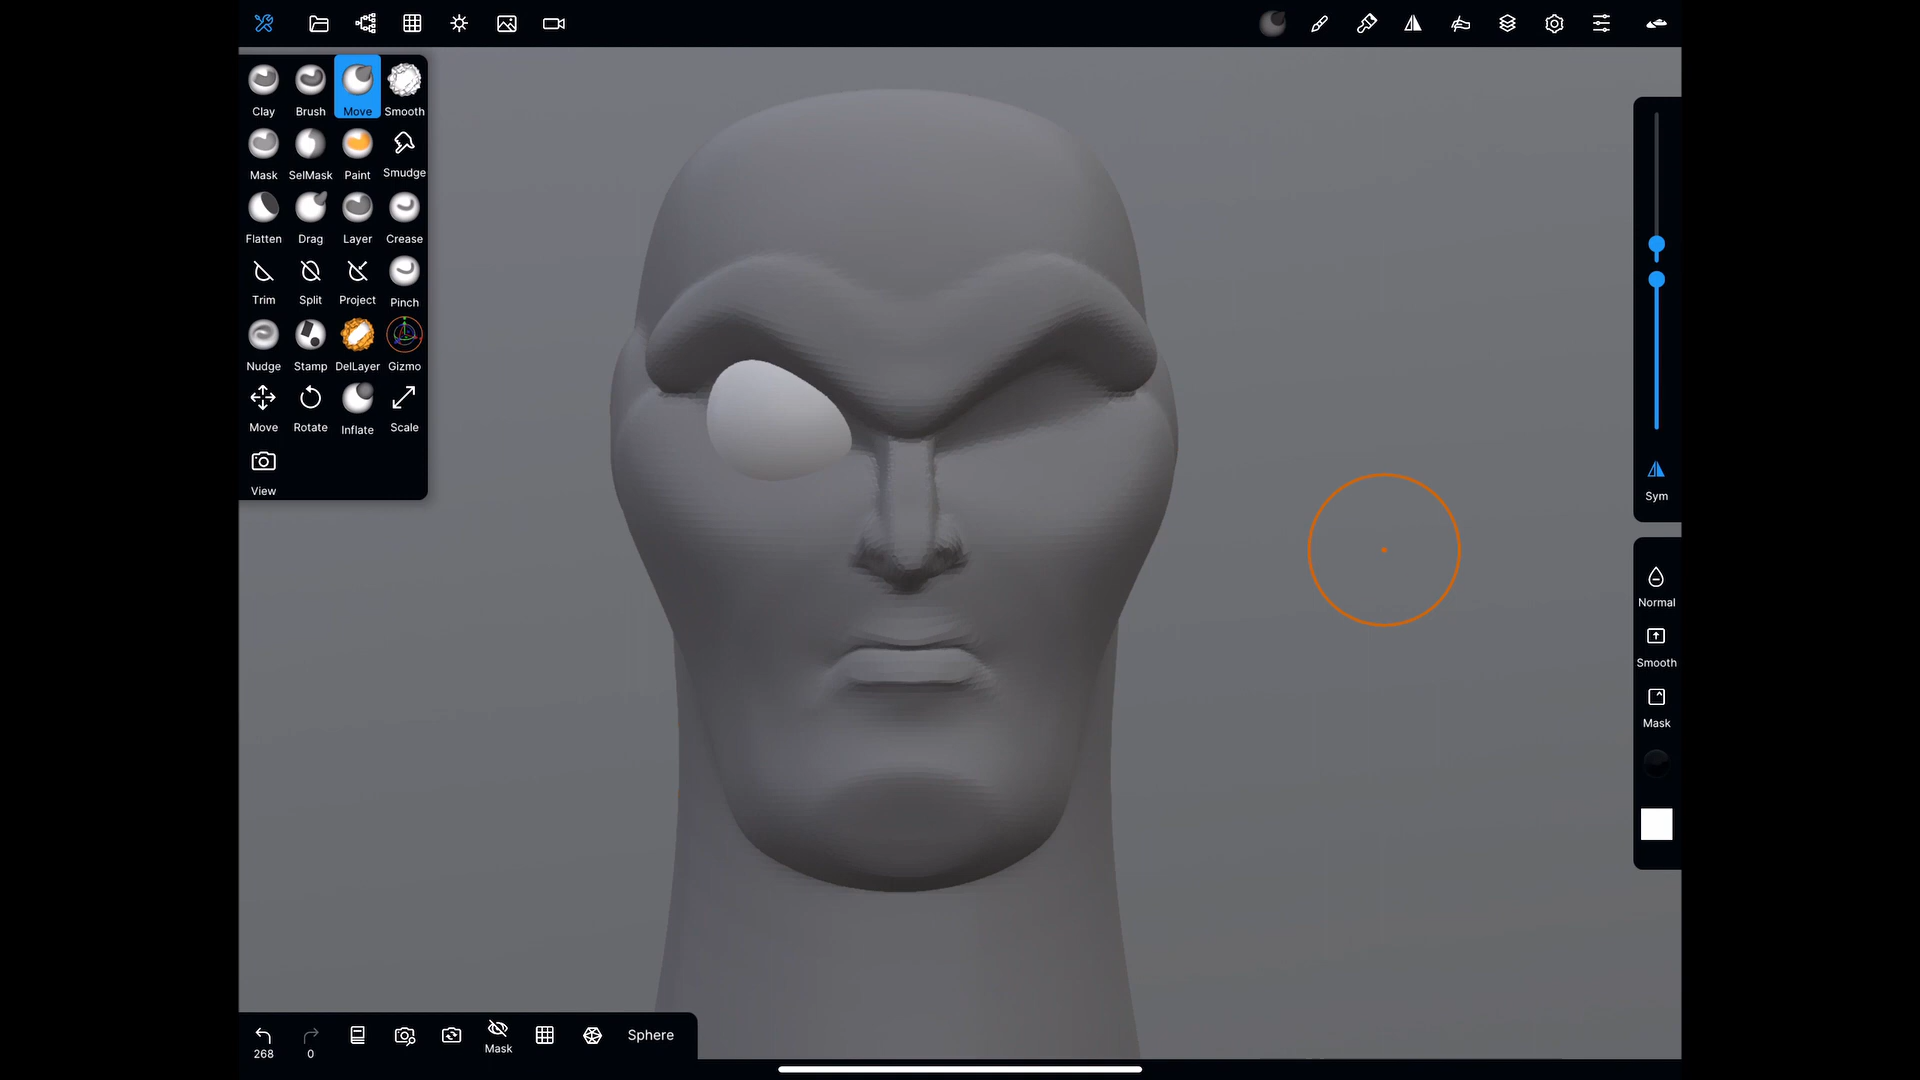 Clay Brush Move Smooth
Mask SelMask Paint Smudge
Flatten Drag Layer Crease
Trim Split Project Pinch
Nudge Stamp DelLayer Gizmo
Move Rotate Inflate Scale
View
Sym
Normal
Smooth
Mask
268 0 Mask Sphere